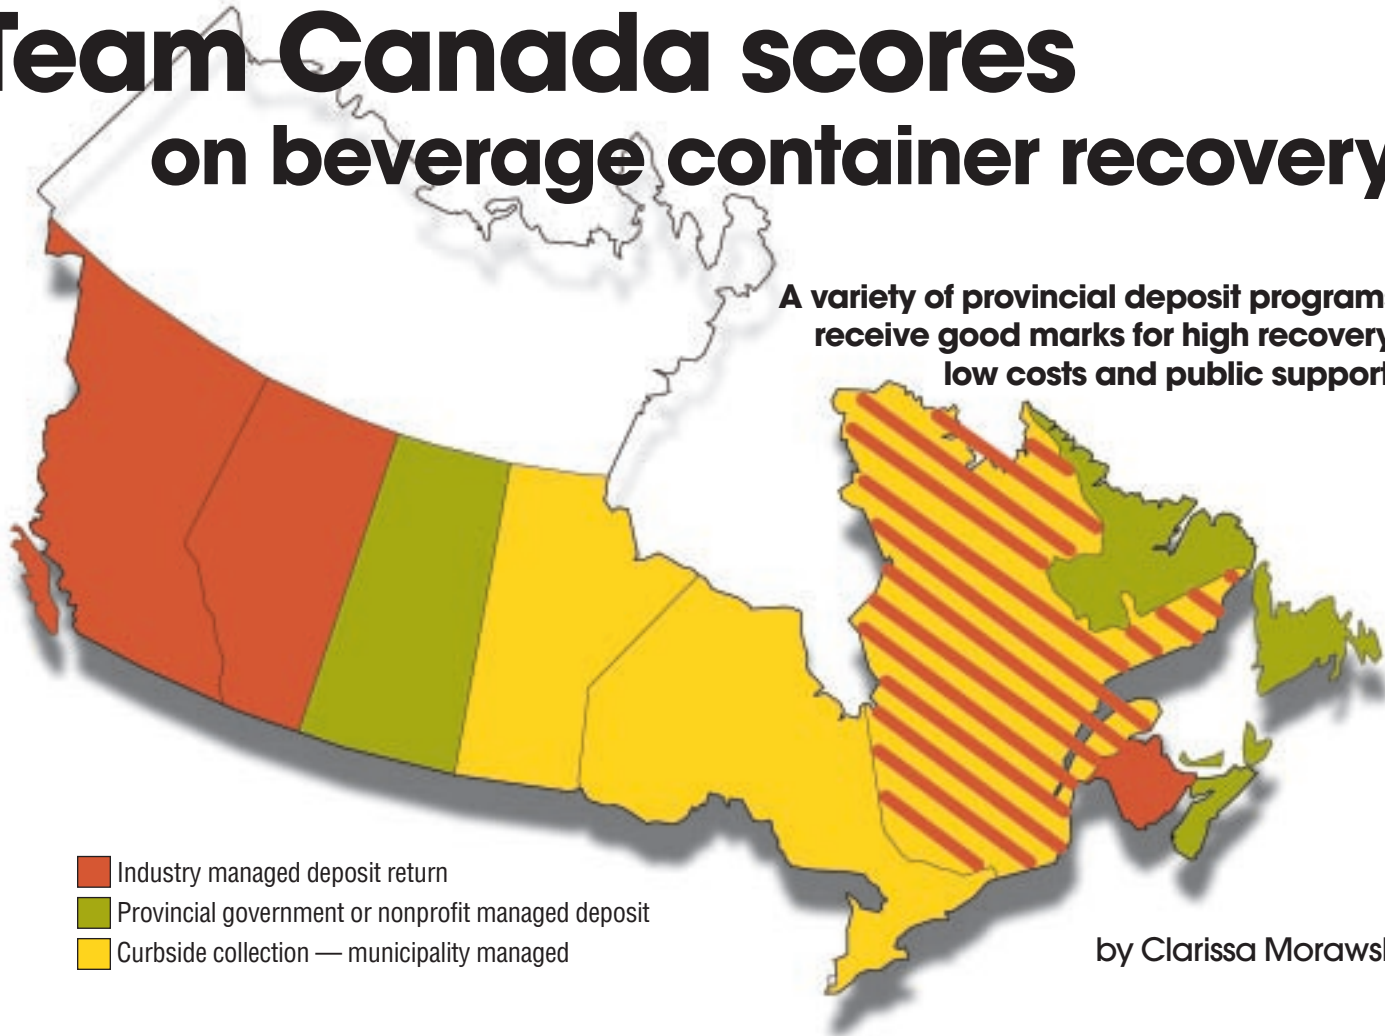 Team Canada scores
on beverage container recovery
A variety of provincial deposit program
receive good marks for high recovery
low costs and public support
Industry managed deposit return
Provincial government or nonprofit managed deposit
Curbside collection — municipality managed
by Clarissa